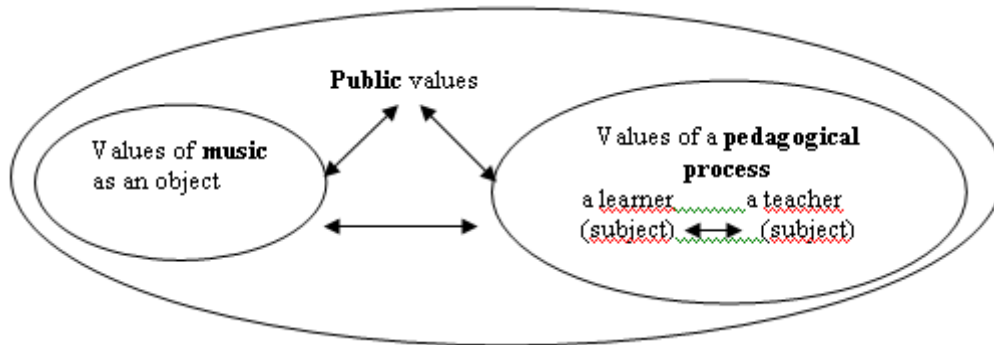 Public values
Values of music
as an object
Values of a pedagogical
process
a learner a teacher
(subject) (subject)